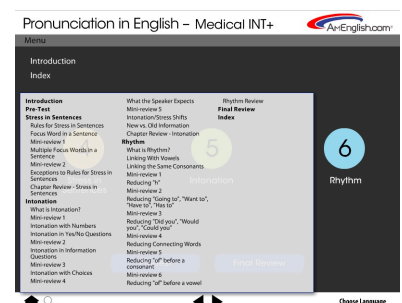 Pronunciation in English – Medical INT+
AmEnglish.com®
Menu
Introduction
Index
Introduction
Pre-Test
Stress in Sentences
Rules for Stress in Sentences
Focus Word in a Sentence
Mini-review 1
Multiple Focus Words in a
Sentence
Mini-review 2
Exceptions to Rules for Stress in
Sentences
Chapter Review - Stress in
Sentences
Intonation
What is Intonation?
Mini-review 1
Intonation with Numbers
Intonation in Yes/No Questions
Mini-review 2
Intonation in Information
Questions
Mini-review 3
Intonation with Choices
Mini-review 4
What the Speaker Expects
Mini-review 5
Intonation/Stress Shifts
New vs. Old Information
Chapter Review - Intonation
Rhythm
What is Rhythm?
Linking With Vowels
Linking the Same Consonants
Mini-review 1
Reducing "h"
Mini-review 2
Reducing "Going to", "Want to",
"Have to", "Has to"
Mini-review 3
Reducing "Did you", "Would
you", "Could you"
Mini-review 4
Reducing Connecting Words
Mini-review 5
Reducing "of" before a
consonant
Mini-review 6
Reducing "of" before a vowel
Rhythm Review
Final Review
Index
4
5
Intonation
6
Rhythm
Final Review
Choose Language